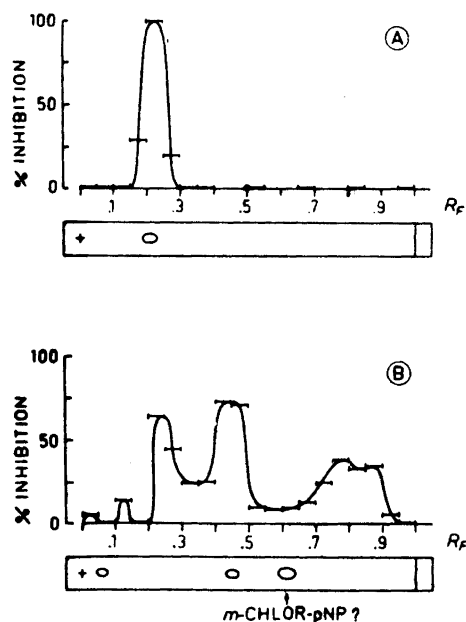 A
% INHIBITION
100
50
0
.1 .3 .5 .7 .9 R_F
+
B
% INHIBITION
100
50
0
.1 .3 .5 .7 .9 R_F
+
m-CHLOR-pNP ?